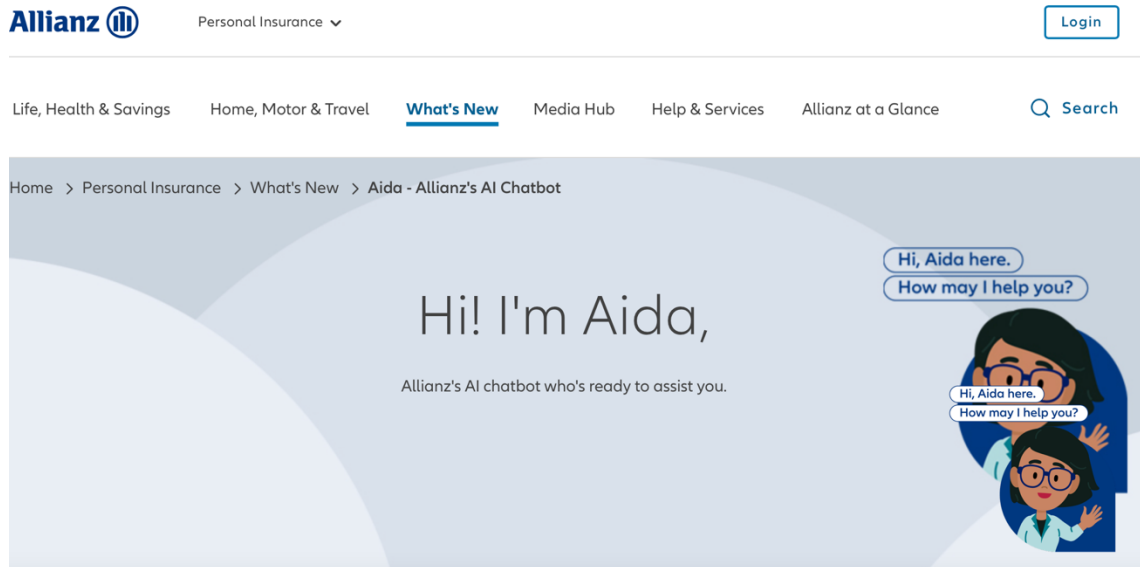 Allianz
Personal Insurance
Login
Life, Health & Savings
Home, Motor & Travel
What's New
Media Hub
Help & Services
Allianz at a Glance
Search
Home > Personal Insurance > What's New > Aida - Allianz's AI Chatbot
Hi, Aida here.
How may I help you?
Hi! I'm Aida,
Allianz's AI chatbot who's ready to assist you.
Hi, Aida here.
How may I help you?